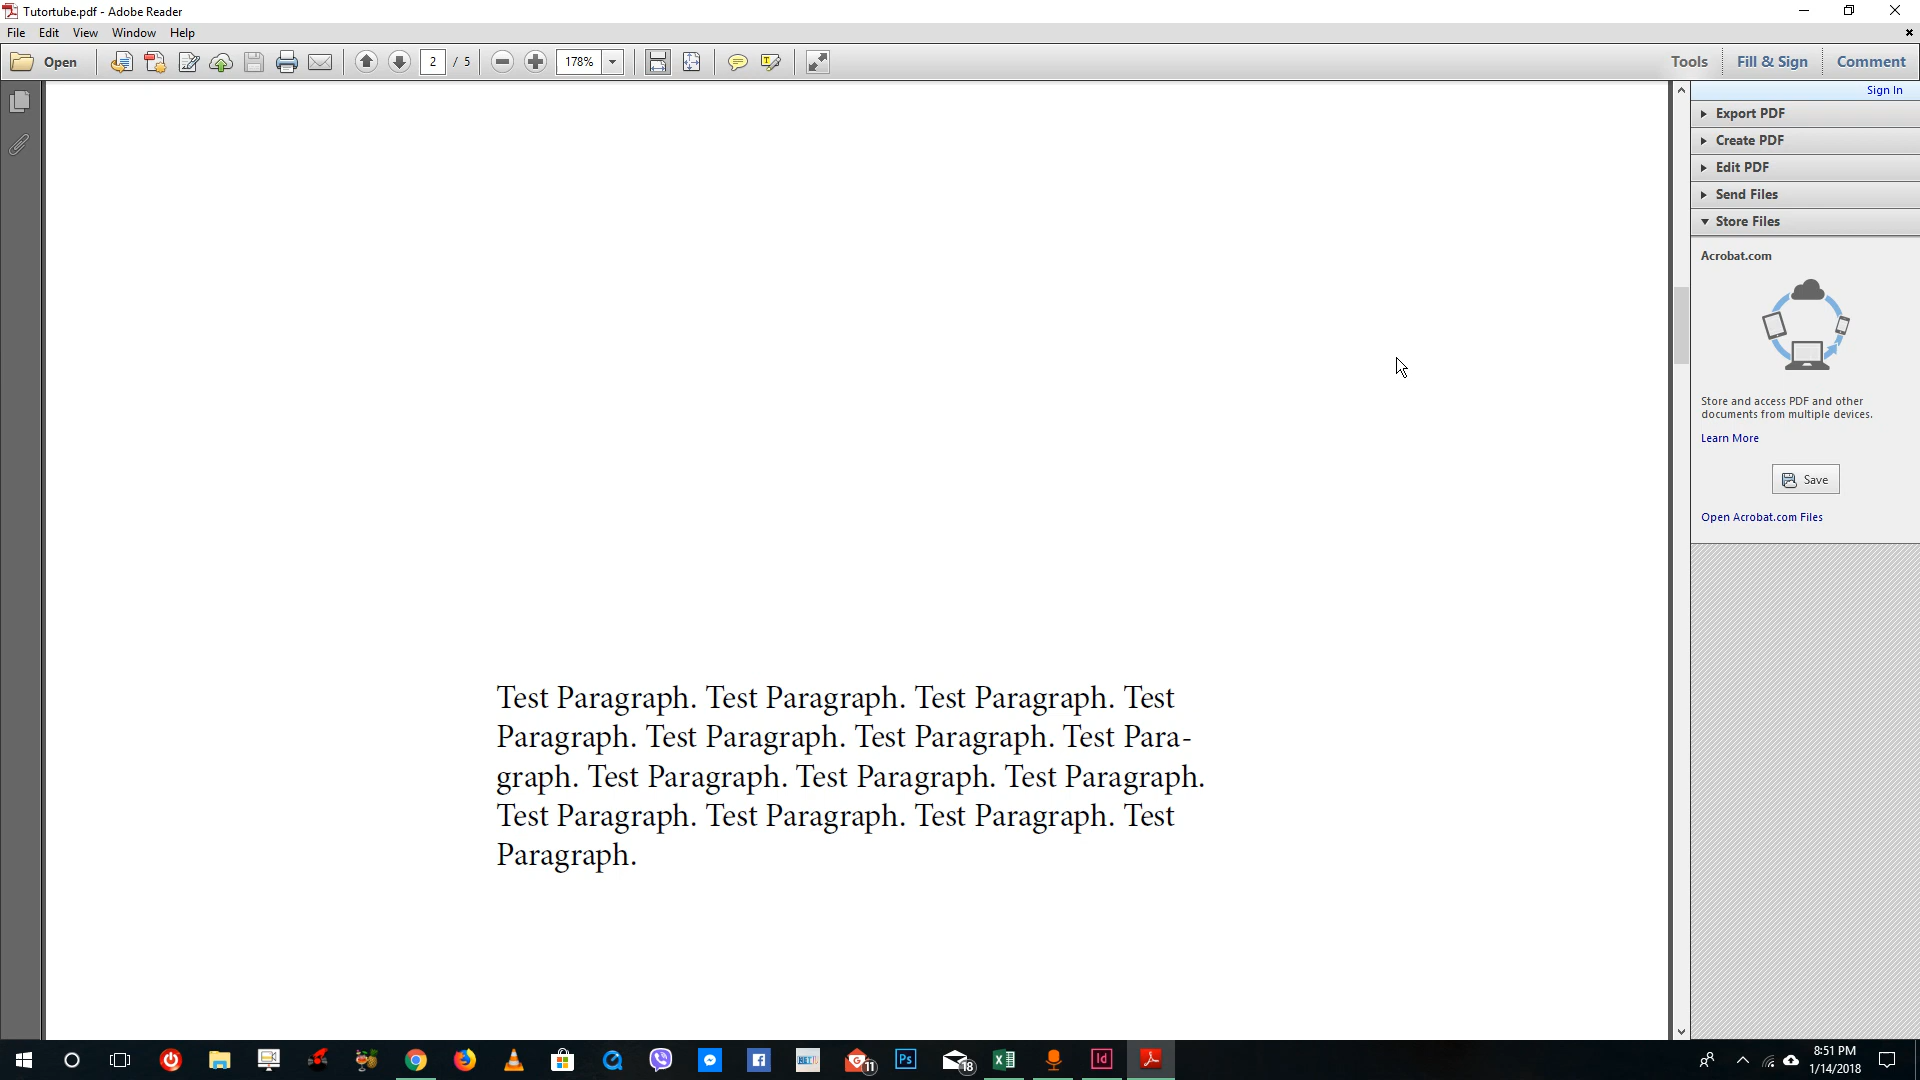 Tutortube.pdf - Adobe Reader
File Edit View Window Help
Open 2 / 5 178% Tools Fill & Sign Comment
Sign In
Export PDF
Create PDF
Edit PDF
Send Files
Store Files
Acrobat.com
Store and access PDF and other
documents from multiple devices.
Learn More
Save
Open Acrobat.com Files
Test Paragraph. Test Paragraph. Test Paragraph. Test
Paragraph. Test Paragraph. Test Paragraph. Test Para-
graph. Test Paragraph. Test Paragraph. Test Paragraph.
Test Paragraph. Test Paragraph. Test Paragraph. Test
Paragraph.
11 Ps 18 Id
8:51 PM
1/14/2018